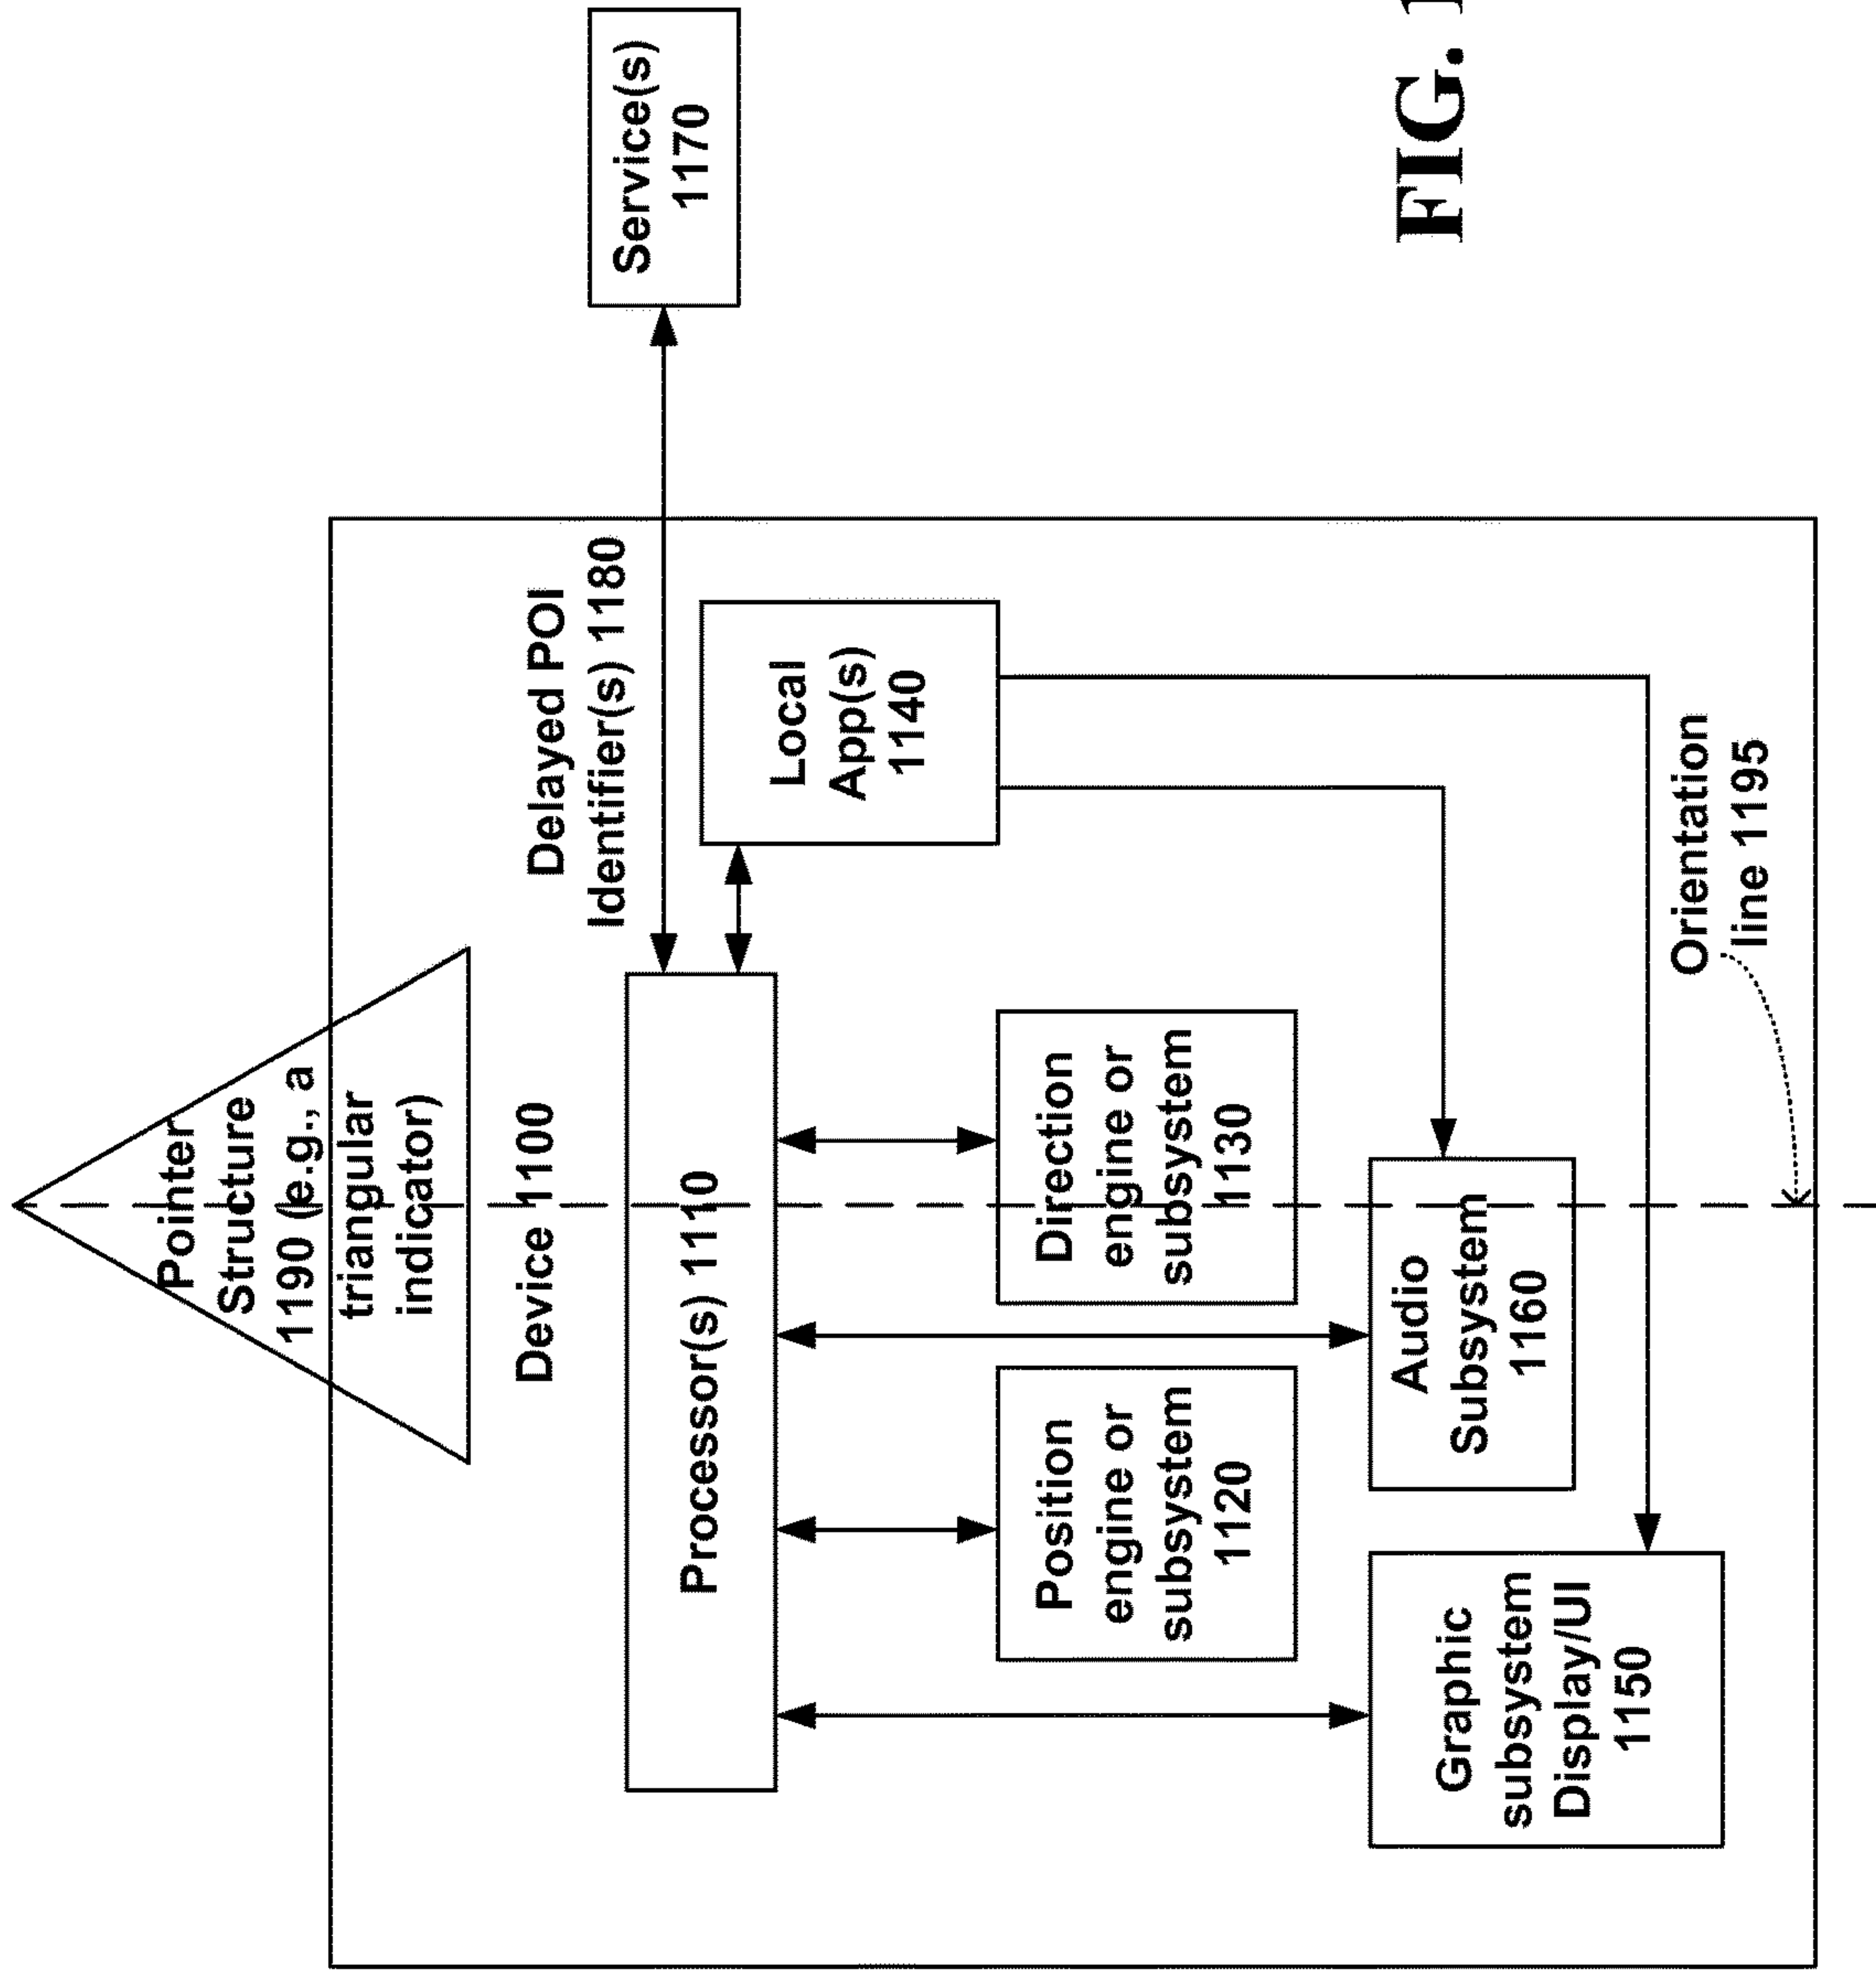 Pointer
Structure
1190 (e.g., a
triangular
indicator)
Device 1100
Delayed POI
Identifier(s) 1180
Service(s)
1170
Processor(s) 1110
Local
App(s)
1140
Position
engine or
subsystem
1120
Direction
engine or
subsystem
1130
Graphic
subsystem
Display/UI
1150
Audio
Subsystem
1160
Orientation
line 1195
FIG.